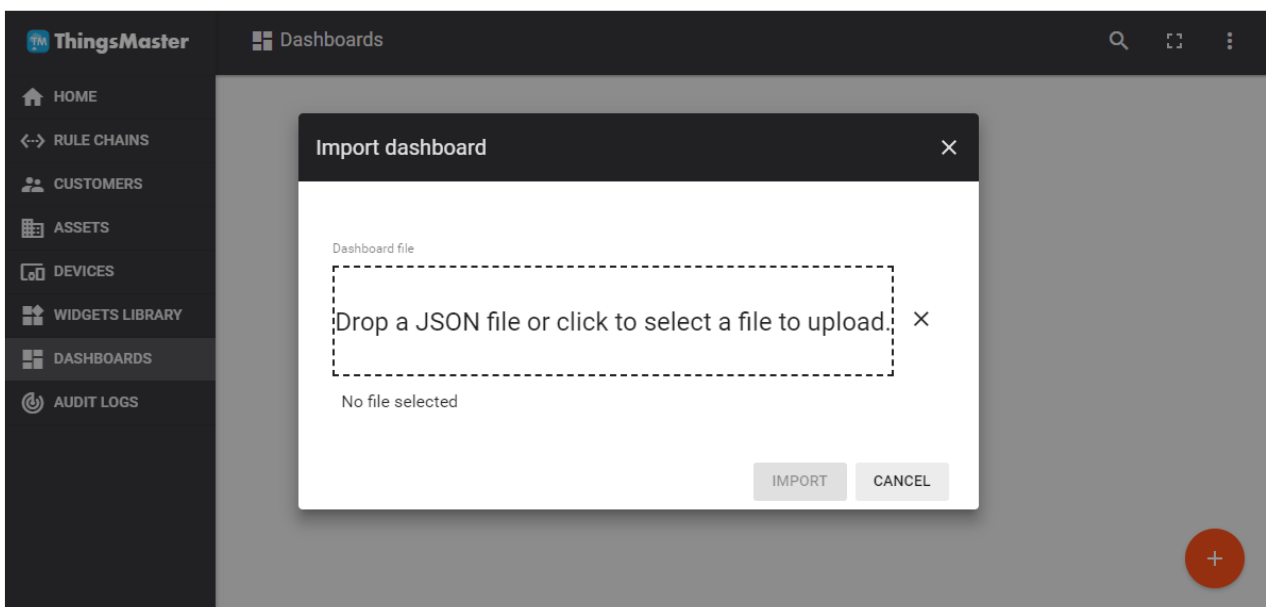 TM ThingsMaster
Dashboards
HOME
RULE CHAINS
CUSTOMERS
ASSETS
DEVICES
WIDGETS LIBRARY
DASHBOARDS
AUDIT LOGS
Import dashboard
Dashboard file
Drop a JSON file or click to select a file to upload.
No file selected
IMPORT CANCEL